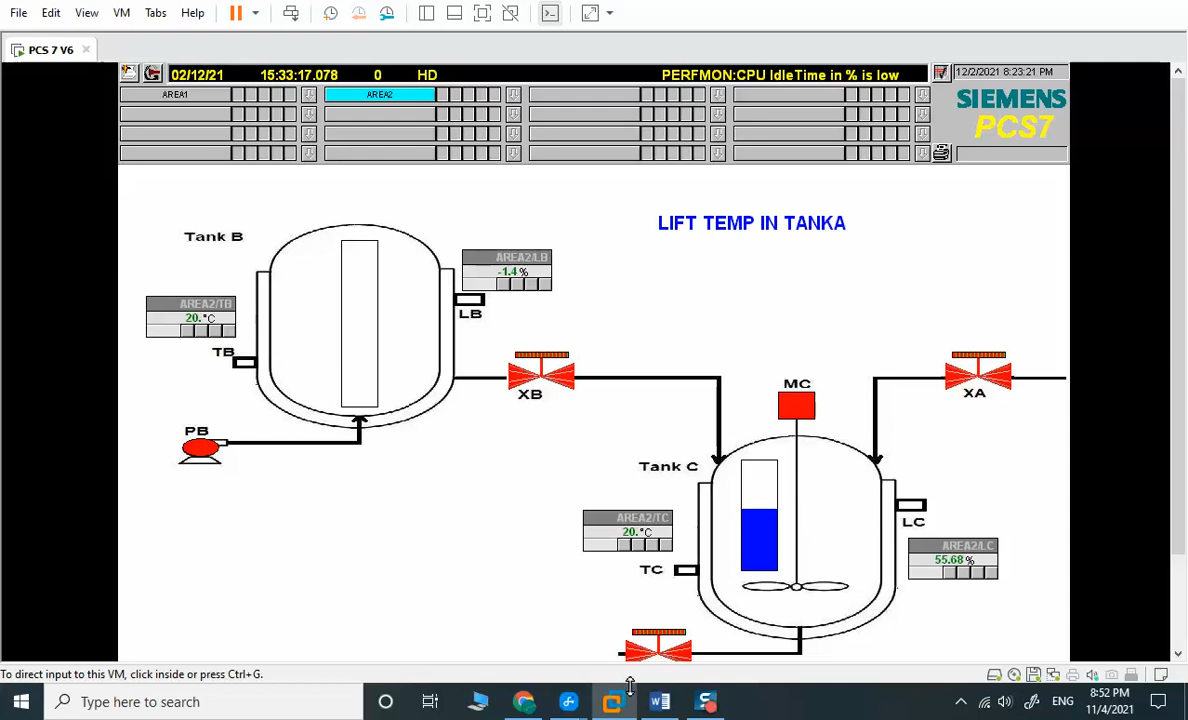 File Edit View VM Tabs Help
PCS 7 V6
02/12/21 15:33:17.078 0 HD PERFMON:CPU IdleTime in % is low
12/2/2021 8:23:21 PM
AREA1 AREA2
SIEMENS
PCS7
LIFT TEMP IN TANKA
Tank B
AREA2/LB
-1.4 %
LB
AREA2/TB
20. °C
TB
XB
XA
MC
PB
Tank C
AREA2/TC
20. °C
TC
LC
AREA2/LC
55.68 %
To direct input to this VM, click inside or press Ctrl+G.
Type here to search
ENG
8:52 PM
11/4/2021